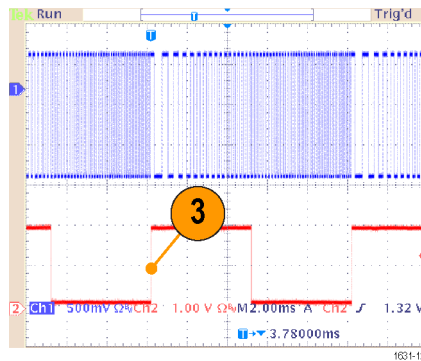 Tek Run Trig'd
T
T
1
3
2 Ch1 500mV Ω Ch2 1.00 V Ω M 2.00ms A Ch2 ∫ 1.32 V
T→▼ 3.78000ms
1631-1